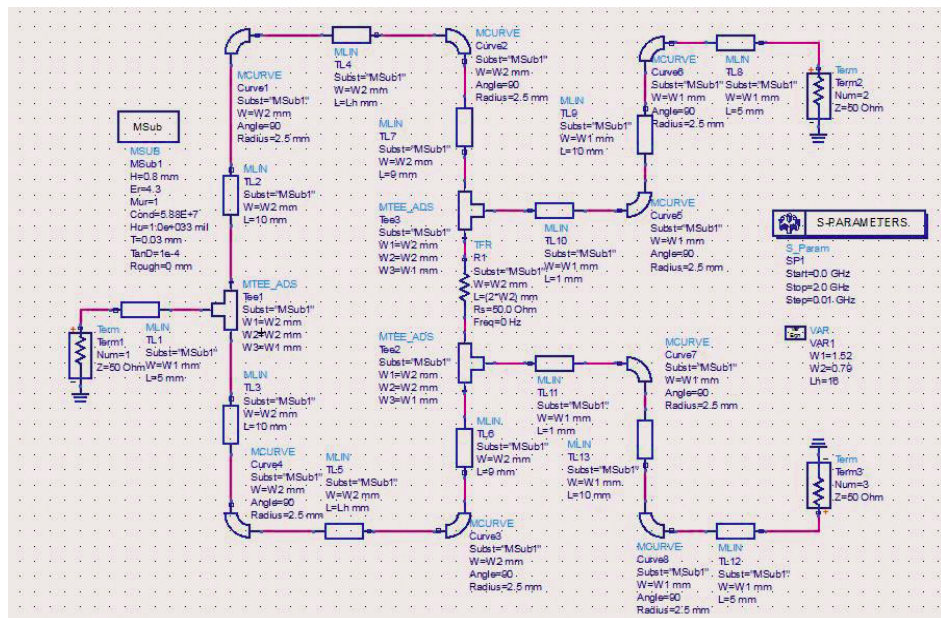 MSub
MSUB
MSub1
H=0.8 mm
Er=4.3
Mur=1
Cond=5.88E+7
Hu=1.0e+033 mil
T=0.03 mm
TanD=1e-4
Rough=0 mm
MCURVE
Curve1
Subst="MSub1"
W=W2 mm
Angle=90
Radius=2.5 mm
MLIN
TL4
Subst="MSub1"
W=W2 mm
L=Lh mm
MCURVE
Curve2
Subst="MSub1"
W=W2 mm
Angle=90
Radius=2.5 mm
MLIN
TL2
Subst="MSub1"
W=W2 mm
L=10 mm
MLIN
TL7
Subst="MSub1"
W=W2 mm
L=9 mm
MTEE_ADS
Tee1
Subst="MSub1"
W1=W2 mm
W2=W2 mm
W3=W1 mm
Term
Term1
Num=1
Z=50 Ohm
MLIN
TL1
Subst="MSub1"
W=W1 mm
L=5 mm
MLIN
TL3
Subst="MSub1"
W=W2 mm
L=10 mm
MCURVE
Curve4
Subst="MSub1"
W=W2 mm
Angle=90
Radius=2.5 mm
MLIN
TL5
Subst="MSub1"
W=W2 mm
L=Lh mm
MTEE_ADS
Tee3
Subst="MSub1"
W1=W2 mm
W2=W2 mm
W3=W1 mm
TFR
R1
Subst="MSub1"
W=W2 mm
L=(2*W2) mm
Rs=50.0 Ohm
Freq=0 Hz
MTEE_ADS
Tee2
Subst="MSub1"
W1=W2 mm
W2=W2 mm
W3=W1 mm
MLIN
TL6
Subst="MSub1"
W=W2 mm
L=9 mm
MCURVE
Curve3
Subst="MSub1"
W=W2 mm
Angle=90
Radius=2.5 mm
MLIN
TL9
Subst="MSub1"
W=W1 mm
L=10 mm
MCURVE
Curve6
Subst="MSub1"
W=W1 mm
Angle=90
Radius=2.5 mm
MLIN
TL8
Subst="MSub1"
W=W1 mm
L=5 mm
Term
Term2
Num=2
Z=50 Ohm
MLIN
TL10
Subst="MSub1"
W=W1 mm
L=1 mm
MCURVE
Curve5
Subst="MSub1"
W=W1 mm
Angle=90
Radius=2.5 mm
S-PARAMETERS
S_Param
SP1
Start=0.0 GHz
Stop=2.0 GHz
Step=0.01 GHz
VAR
VAR1
W1=1.52
W2=0.79
Lh=16
MLIN
TL11
Subst="MSub1"
W=W1 mm
L=1 mm
MCURVE
Curve7
Subst="MSub1"
W=W1 mm
Angle=90
Radius=2.5 mm
MLIN
TL13
Subst="MSub1"
W=W1 mm
L=10 mm
Term
Term3
Num=3
Z=50 Ohm
MCURVE
Curve8
Subst="MSub1"
W=W1 mm
Angle=90
Radius=2.5 mm
MLIN
TL12
Subst="MSub1"
W=W1 mm
L=5 mm